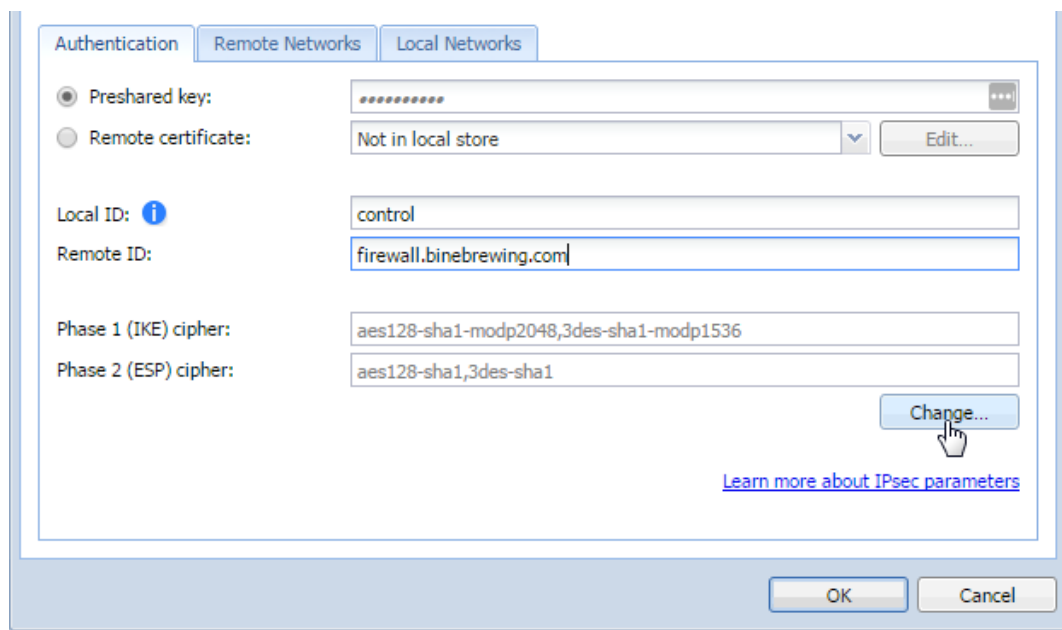 Authentication Remote Networks Local Networks
Preshared key: ••••••••••
Remote certificate: Not in local store Edit...
Local ID: control
Remote ID: firewall.binebrewing.com
Phase 1 (IKE) cipher: aes128-sha1-modp2048,3des-sha1-modp1536
Phase 2 (ESP) cipher: aes128-sha1,3des-sha1
Change...
Learn more about IPsec parameters
OK Cancel